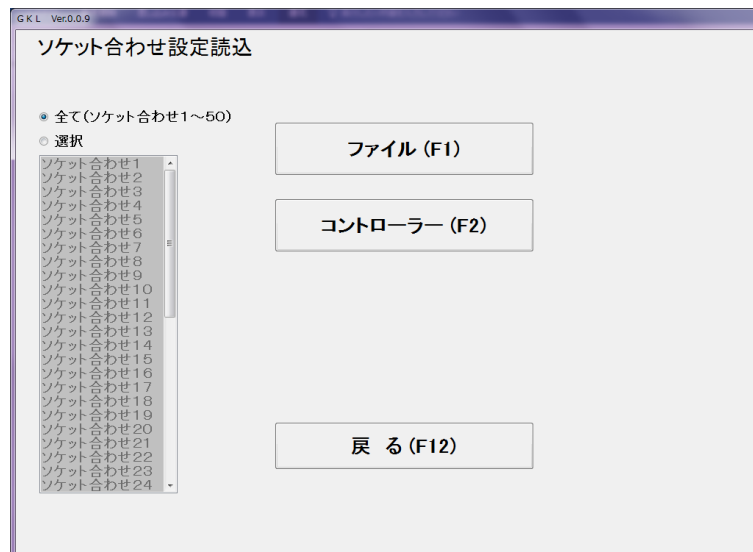 GKL Ver.0.0.9
ソケット合わせ設定読込
全て(ソケット合わせ1～50)
選択
ソケット合わせ1
ソケット合わせ2
ソケット合わせ3
ソケット合わせ4
ソケット合わせ5
ソケット合わせ6
ソケット合わせ7
ソケット合わせ8
ソケット合わせ9
ソケット合わせ10
ソケット合わせ11
ソケット合わせ12
ソケット合わせ13
ソケット合わせ14
ソケット合わせ15
ソケット合わせ16
ソケット合わせ17
ソケット合わせ18
ソケット合わせ19
ソケット合わせ20
ソケット合わせ21
ソケット合わせ22
ソケット合わせ23
ソケット合わせ24
ファイル (F1)
コントローラー (F2)
戻 る (F12)